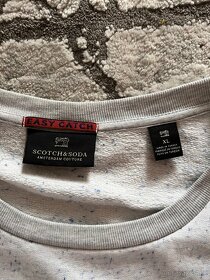 EASY CATCH
SCOTCH & SODA
AMSTERDAM COUTURE
XL